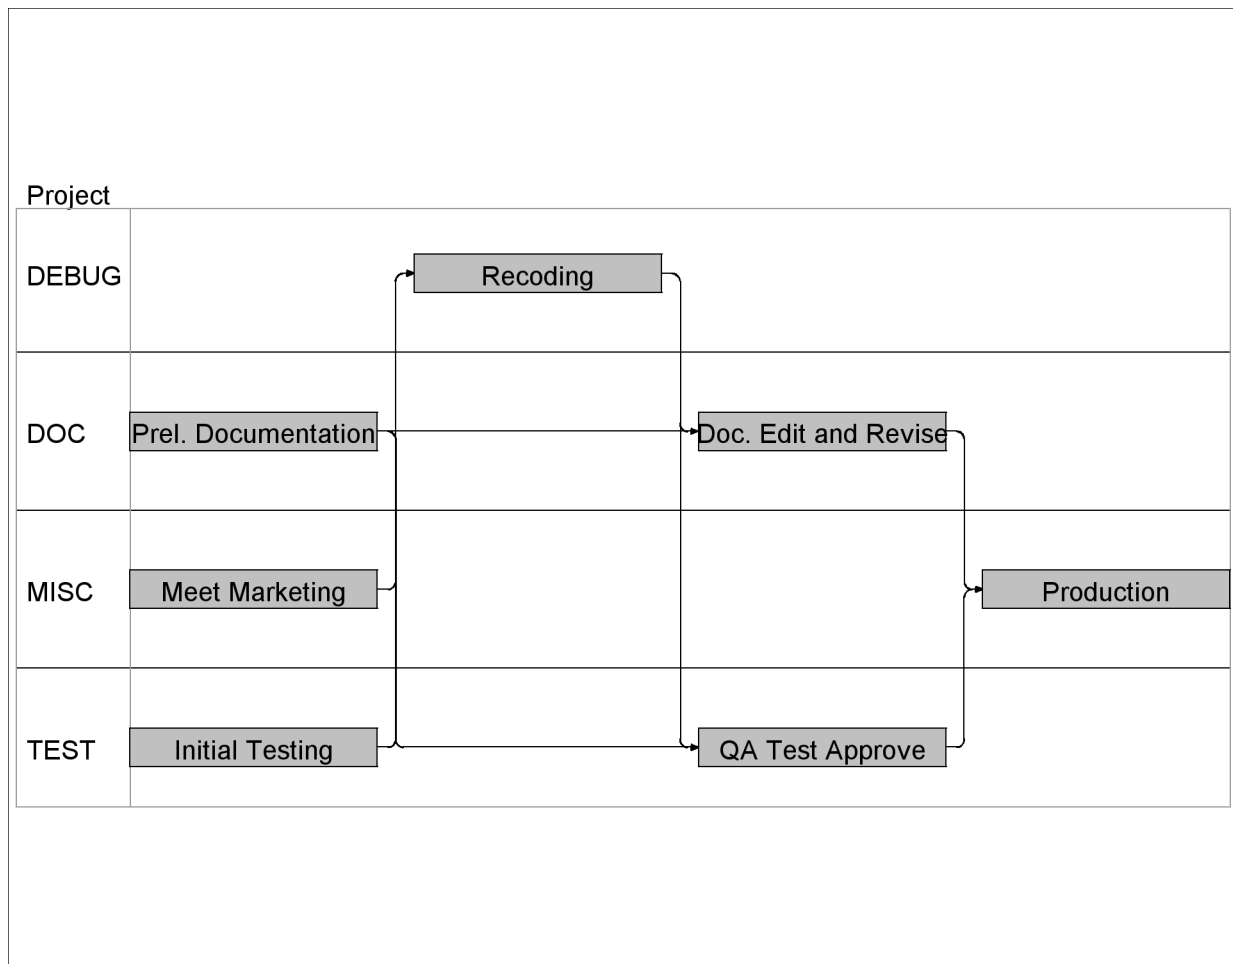 Project
DEBUG
Recoding
DOC
Prel. Documentation
Doc. Edit and Revise
MISC
Meet Marketing
Production
TEST
Initial Testing
QA Test Approve